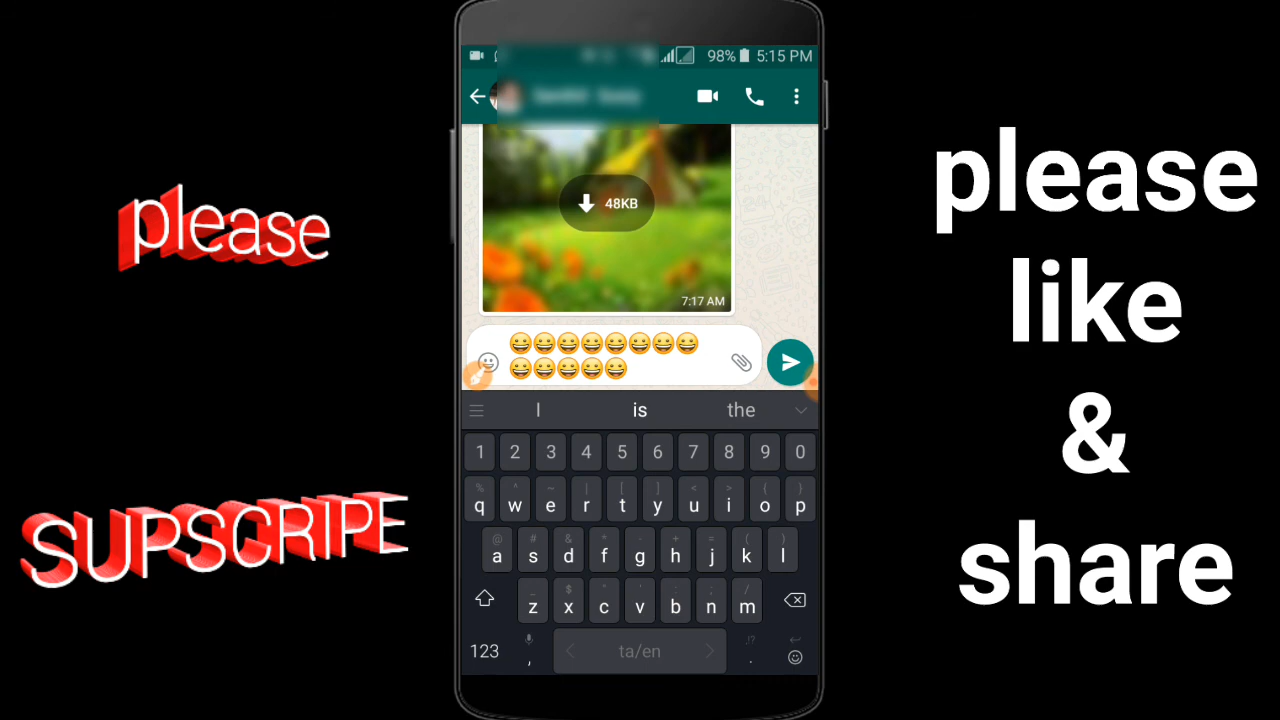 please
SUPSCRIPE
98% 5:15 PM
48KB
7:17 AM
😀😀😀😀😀😀😀😀
😀😀😀😀😀
I is the
1 2 3 4 5 6 7 8 9 0
% ^ ~ | [ ] < > { }
q w e r t y u i o p
@ # & * - + = ( )
a s d f g h j k l
_ $ " ' : ; /
z x c v b n m
123 , ta/en .
,!?
please
like
&
share